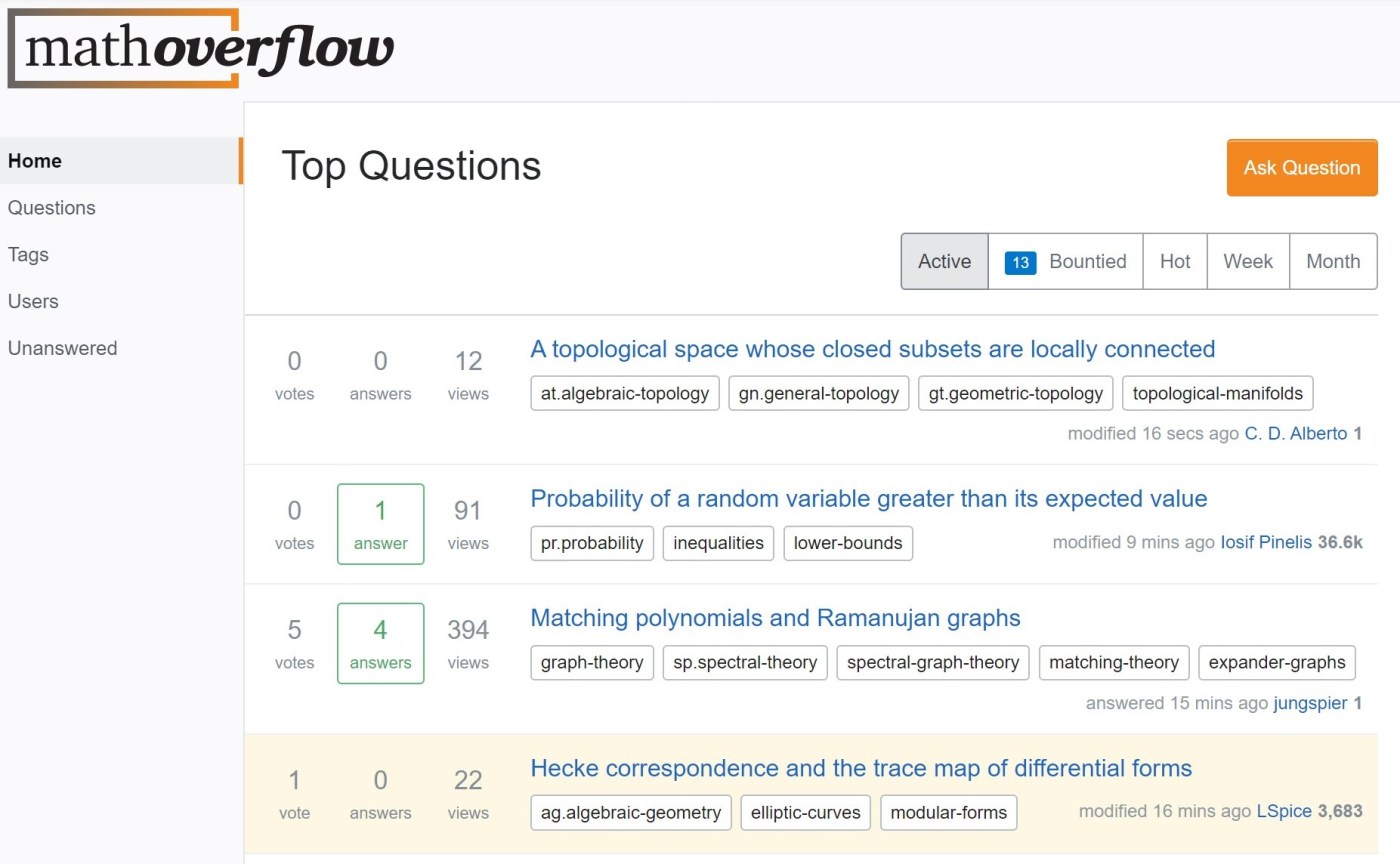 mathoverflow
Home
Questions
Tags
Users
Unanswered
Top Questions
Ask Question
Active 13 Bountied Hot Week Month
0 0 12 A topological space whose closed subsets are locally connected
votes answers views at.algebraic-topology gn.general-topology gt.geometric-topology topological-manifolds
modified 16 secs ago C. D. Alberto 1
0 1 91 Probability of a random variable greater than its expected value
votes answer views pr.probability inequalities lower-bounds modified 9 mins ago Iosif Pinelis 36.6k
5 4 394 Matching polynomials and Ramanujan graphs
votes answers views graph-theory sp.spectral-theory spectral-graph-theory matching-theory expander-graphs
answered 15 mins ago jungspier 1
1 0 22 Hecke correspondence and the trace map of differential forms
vote answers views ag.algebraic-geometry elliptic-curves modular-forms modified 16 mins ago LSpice 3,683